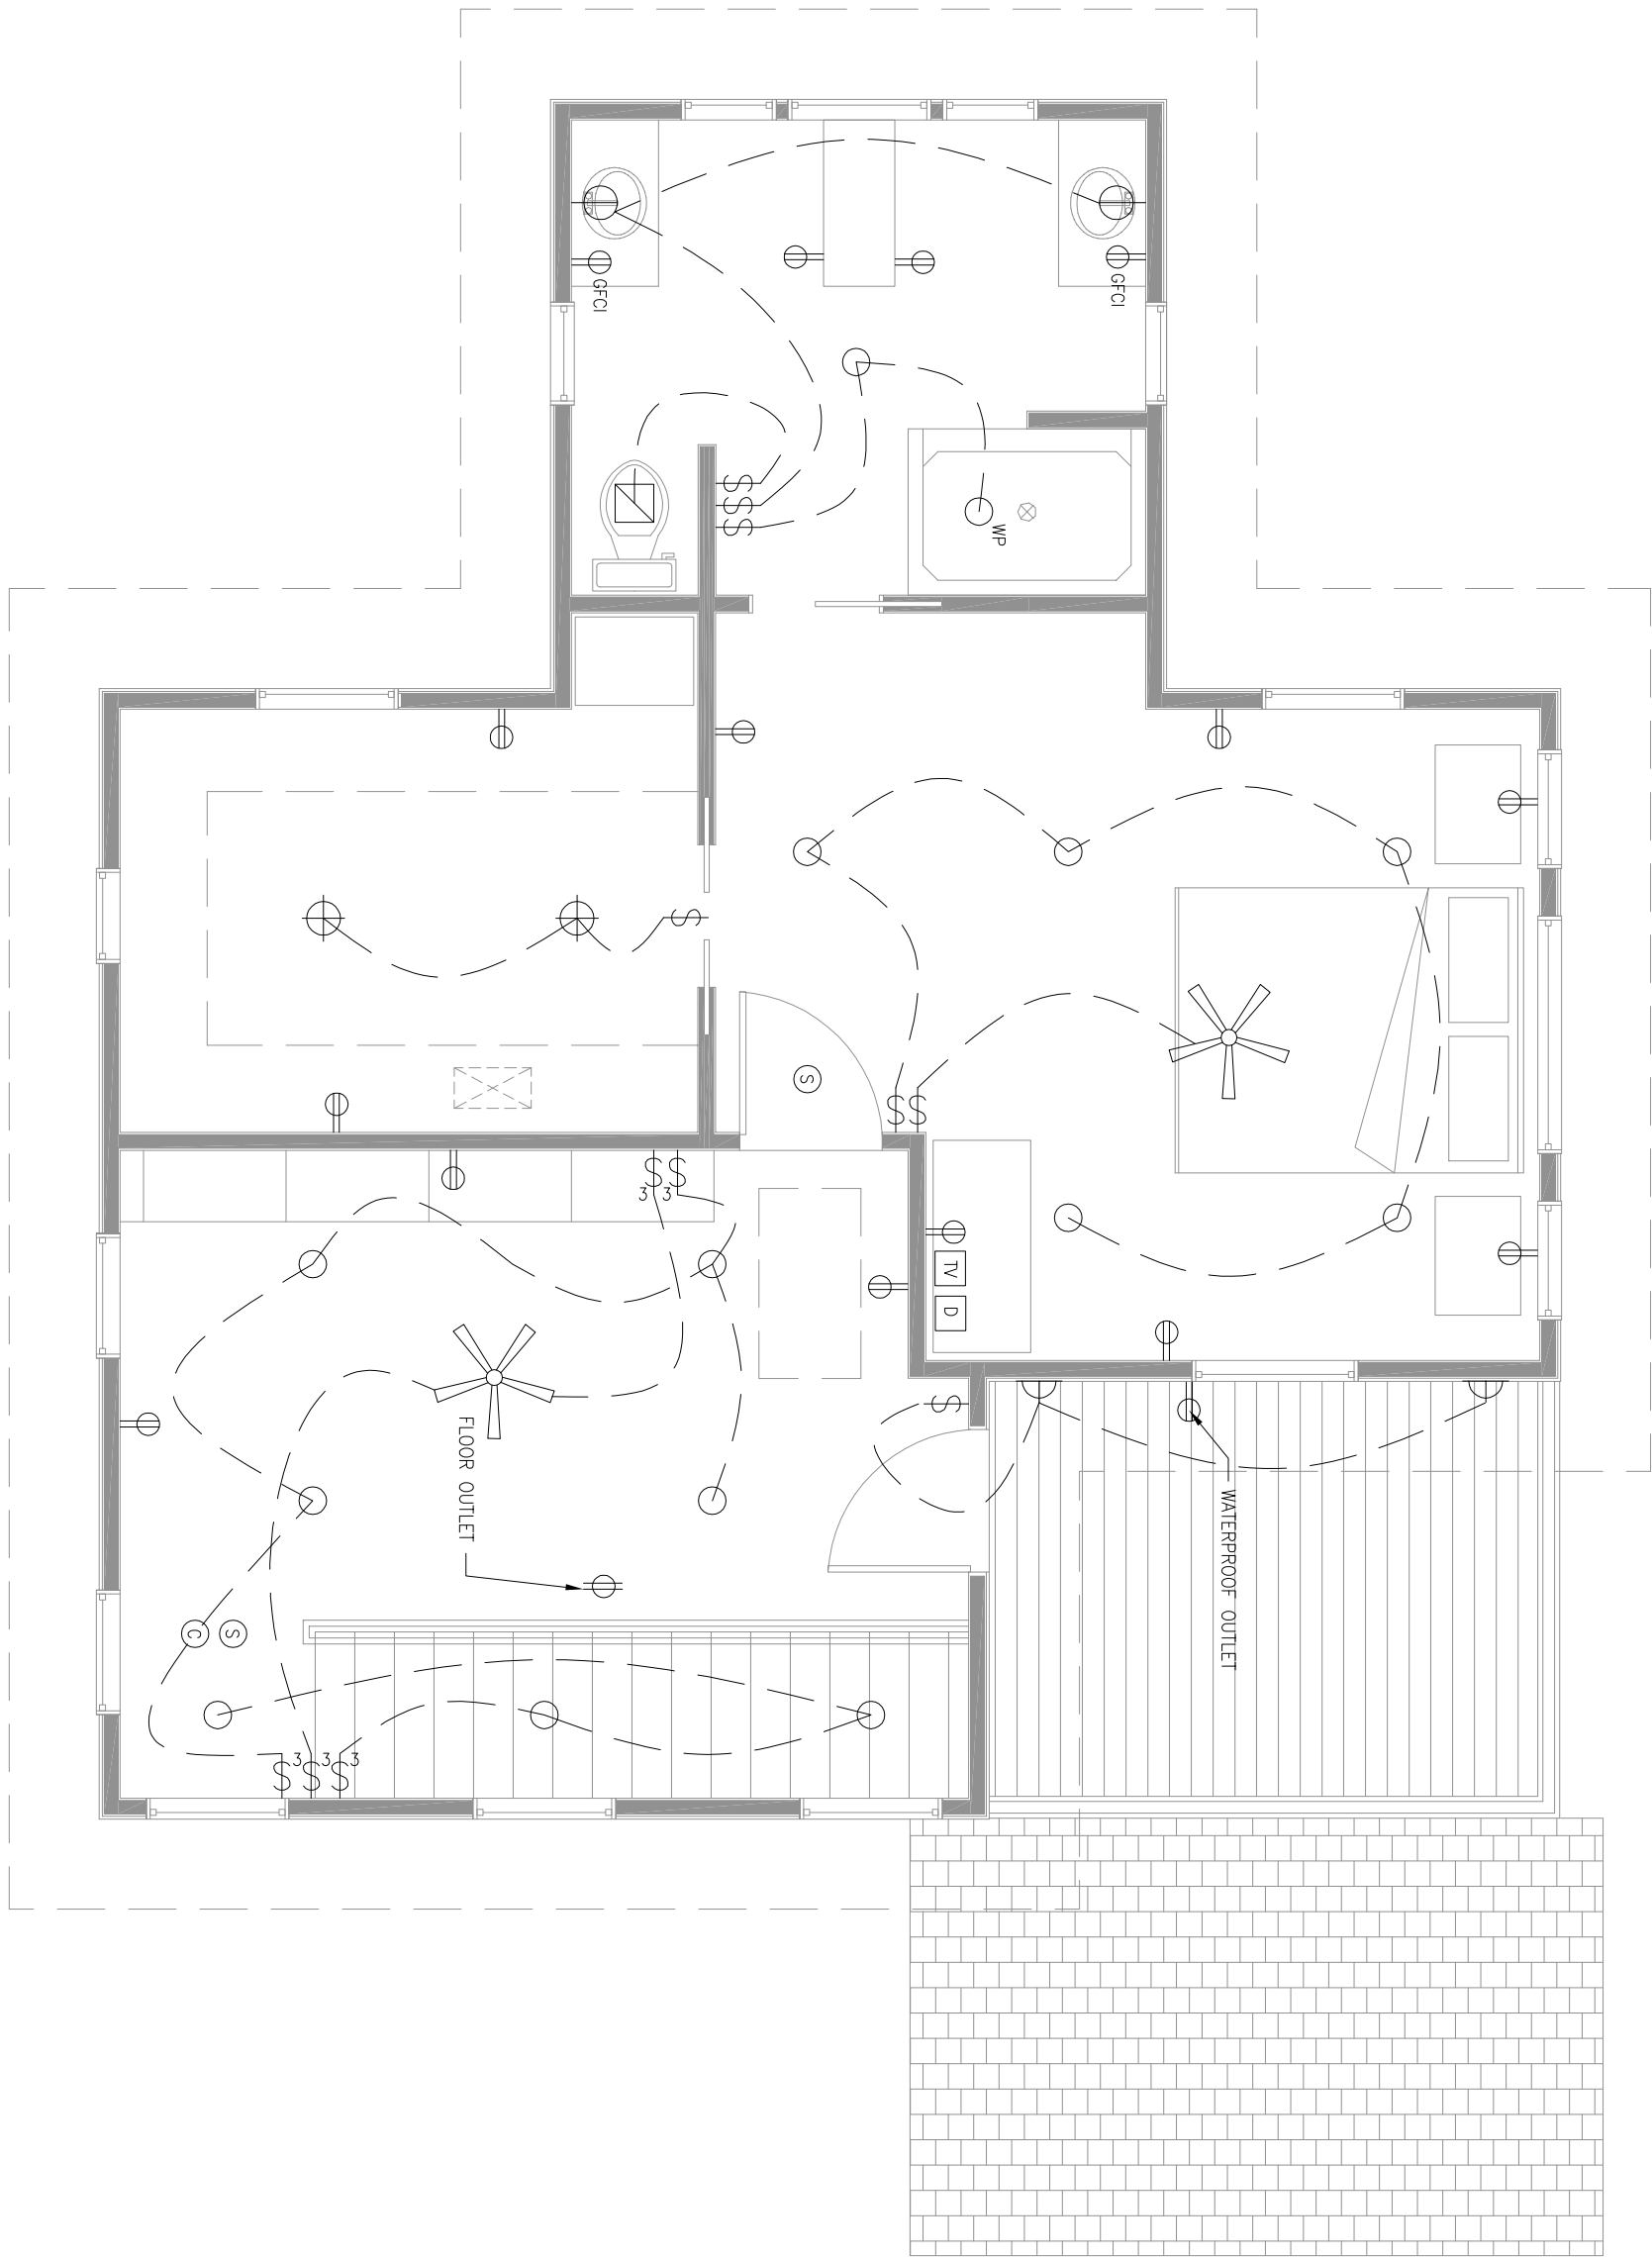 GFCI
GFCI
S
S
S
WP
S
S
S S
S S
3 3
TV
D
S
FLOOR OUTLET
WATERPROOF OUTLET
C
S
3 3 3
S S S